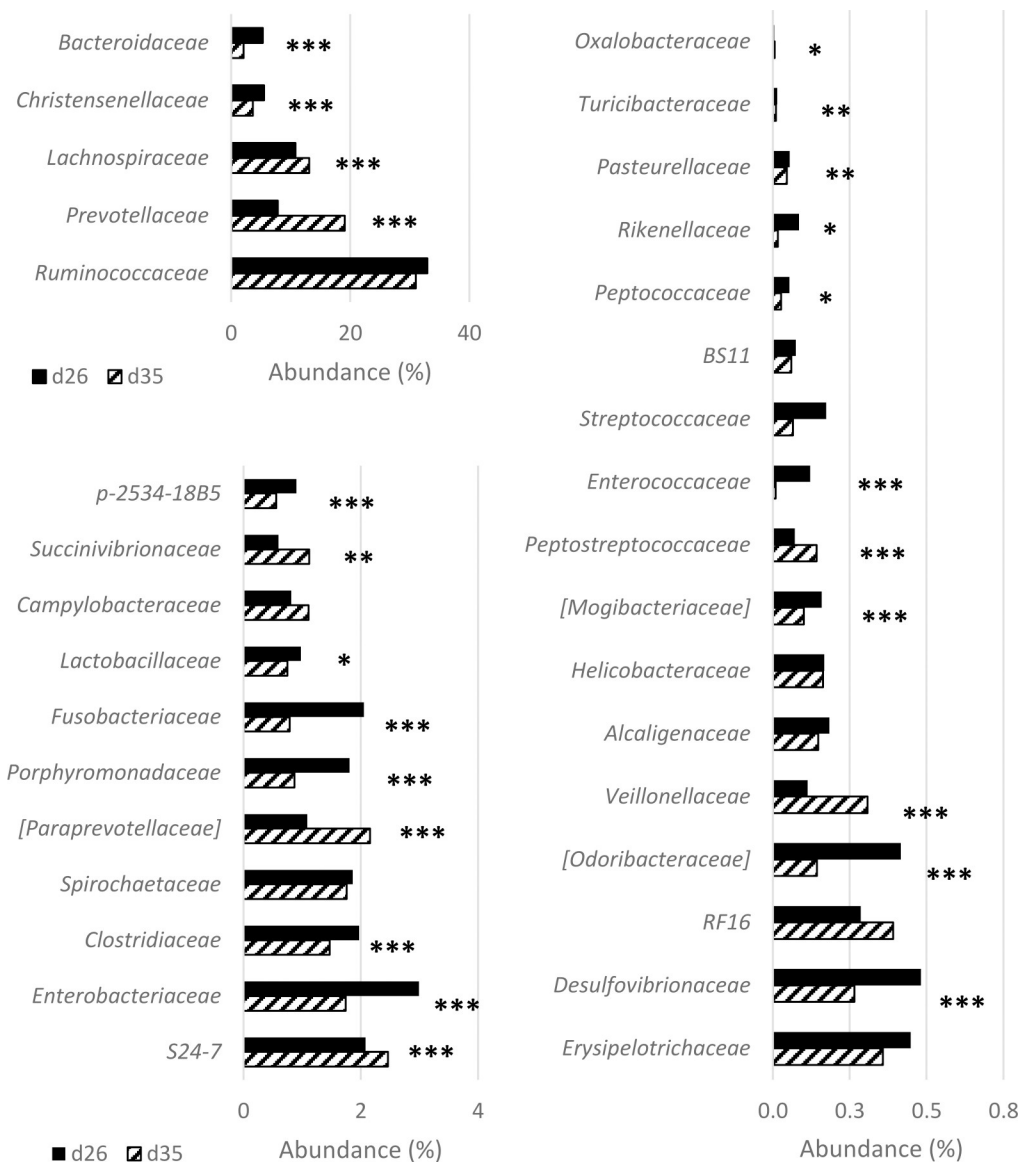 Bacteroidaceae ***
Christensenellaceae ***
Lachnospiraceae ***
Prevotellaceae ***
Ruminococcaceae
0 20 40
d26 d35 Abundance (%)
p-2534-18B5 ***
Succinivibrionaceae **
Campylobacteraceae
Lactobacillaceae *
Fusobacteriaceae ***
Porphyromonadaceae ***
[Paraprevotellaceae] ***
Spirochaetaceae
Clostridiaceae ***
Enterobacteriaceae ***
S24-7 ***
0 2 4
d26 d35 Abundance (%)
Oxalobacteraceae *
Turicibacteraceae **
Pasteurellaceae **
Rikenellaceae *
Peptococcaceae *
BS11
Streptococcaceae
Enterococcaceae ***
Peptostreptococcaceae ***
[Mogibacteriaceae] ***
Helicobacteraceae
Alcaligenaceae
Veillonellaceae ***
[Odoribacteraceae] ***
RF16
Desulfovibrionaceae ***
Erysipelotrichaceae
0.0 0.3 0.5 0.8
Abundance (%)